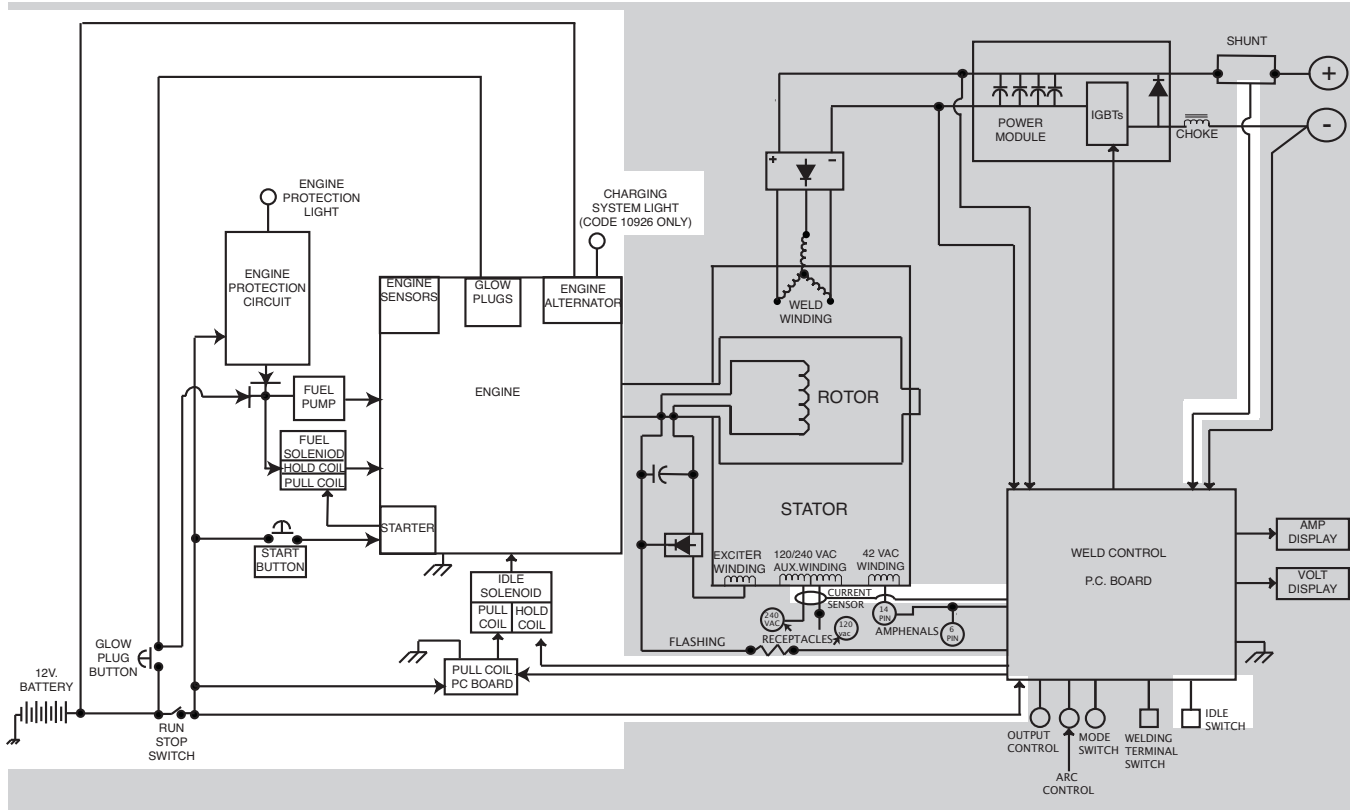 SHUNT
+
-
IGBTs
POWER
MODULE
CHOKE
+ -
ENGINE
PROTECTION
LIGHT
CHARGING
SYSTEM LIGHT
(CODE 10926 ONLY)
ENGINE
PROTECTION
CIRCUIT
ENGINE
SENSORS
GLOW
PLUGS
ENGINE
ALTERNATOR
WELD
WINDING
FUEL
PUMP
ENGINE
ROTOR
FUEL
SOLENIOD
HOLD COIL
PULL COIL
STATOR
STARTER
START
BUTTON
EXCITER
WINDING
120/240 VAC
AUX.WINDING
42 VAC
WINDING
WELD CONTROL
P.C. BOARD
AMP
DISPLAY
VOLT
DISPLAY
IDLE
SOLENOID
PULL
COIL
HOLD
COIL
CURRENT
SENSOR
240
VAC
RECEPTACLES
120
vac
14
PIN
AMPHENALS
6
PIN
FLASHING
GLOW
PLUG
BUTTON
PULL COIL
PC BOARD
12V.
BATTERY
RUN
STOP
SWITCH
OUTPUT
CONTROL
MODE
SWITCH
WELDING
TERMINAL
SWITCH
IDLE
SWITCH
ARC
CONTROL